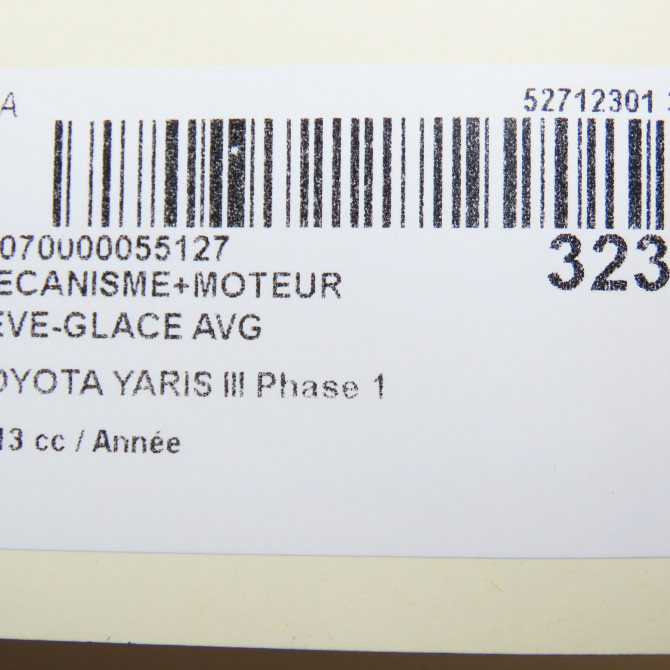 A 52712301
070000055127 323
ECANISME+MOTEUR
EVE-GLACE AVG
OYOTA YARIS III Phase 1
13 cc / Année